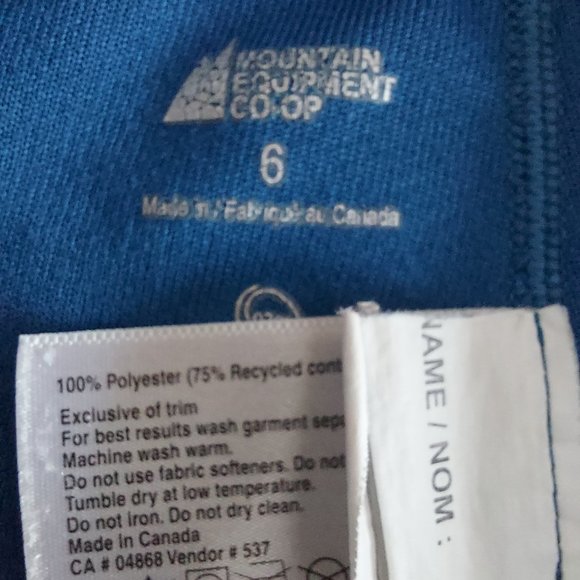 MOUNTAIN
EQUIPMENT
CO-OP
6
Made in / Fabriqué au Canada
100% Polyester (75% Recycled cont
Exclusive of trim
For best results wash garment sepa
Machine wash warm.
Do not use fabric softeners. Do not
Tumble dry at low temperature.
Do not iron. Do not dry clean.
Made in Canada
CA # 04868 Vendor # 537
NAME / NOM :